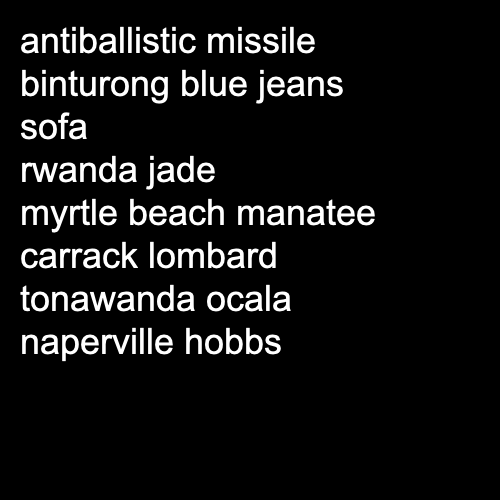 antiballistic missile
binturong blue jeans
sofa
rwanda jade
myrtle beach manatee
carrack lombard
tonawanda ocala
naperville hobbs